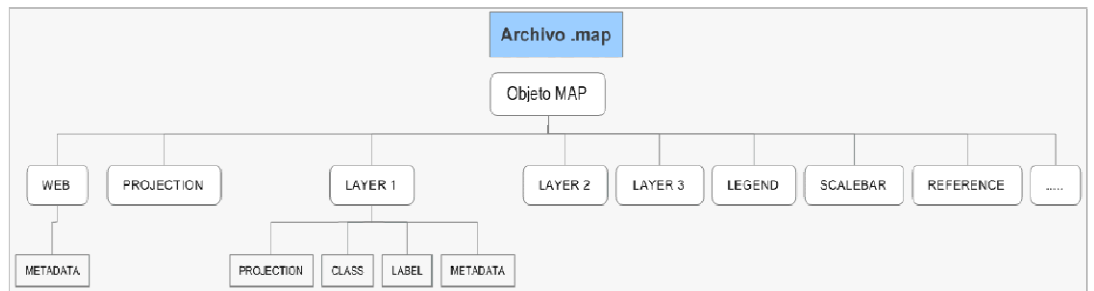 Archivo .map
Objeto MAP
WEB
PROJECTION
LAYER 1
LAYER 2
LAYER 3
LEGEND
SCALEBAR
REFERENCE
.....
METADATA
PROJECTION
CLASS
LABEL
METADATA